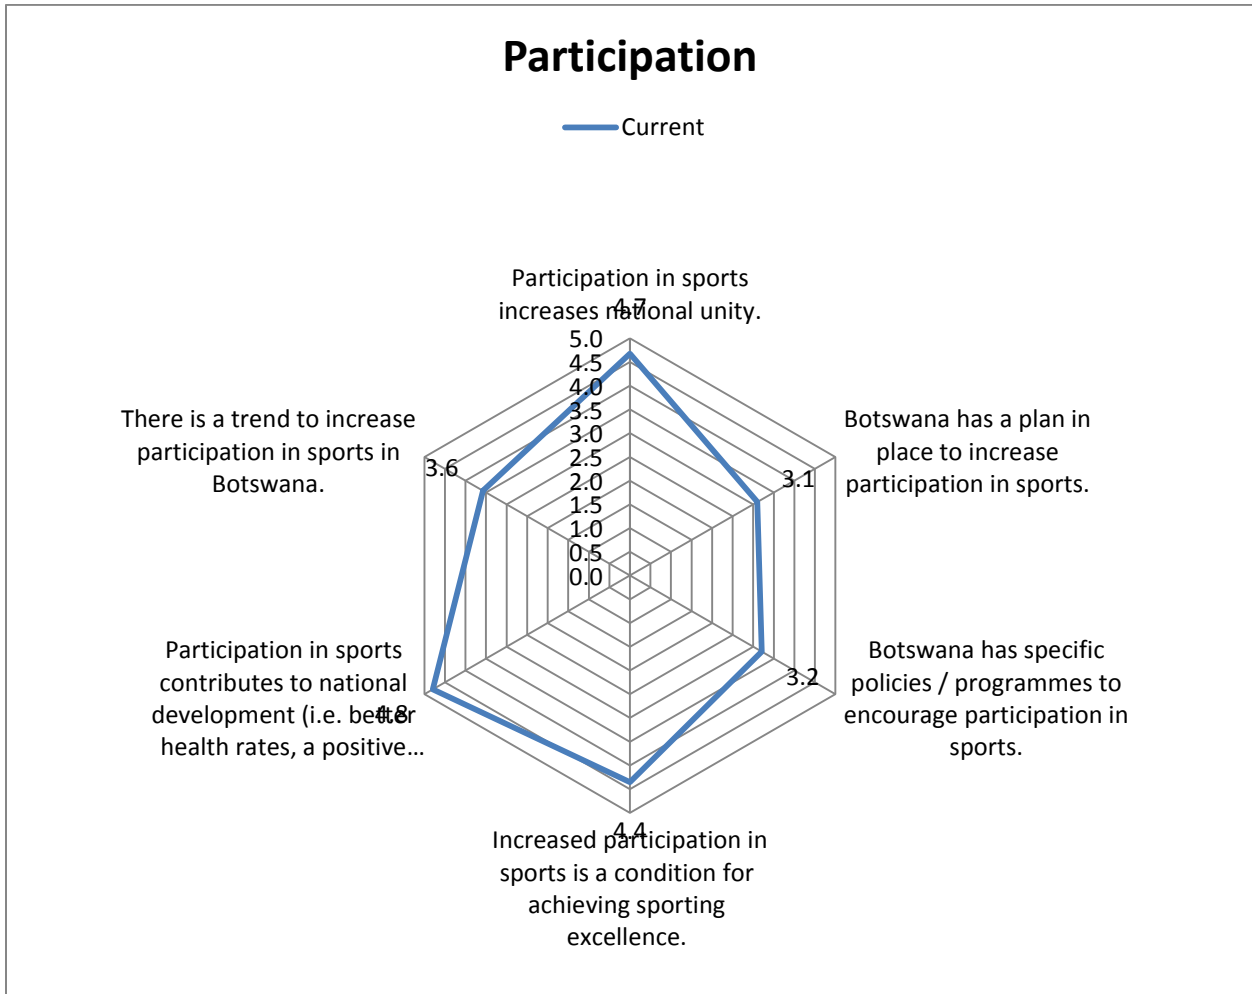 Participation
Current
Participation in sports
increases national unity.
4.7
5.0
4.5
4.0
3.5
3.0
2.5
2.0
1.5
1.0
0.5
0.0
Botswana has a plan in
place to increase
participation in sports.
3.1
Botswana has specific
policies / programmes to
encourage participation in
sports.
3.2
4.4
Increased participation in
sports is a condition for
achieving sporting
excellence.
Participation in sports
contributes to national
development (i.e. better
health rates, a positive...
4.8
There is a trend to increase
participation in sports in
Botswana.
3.6